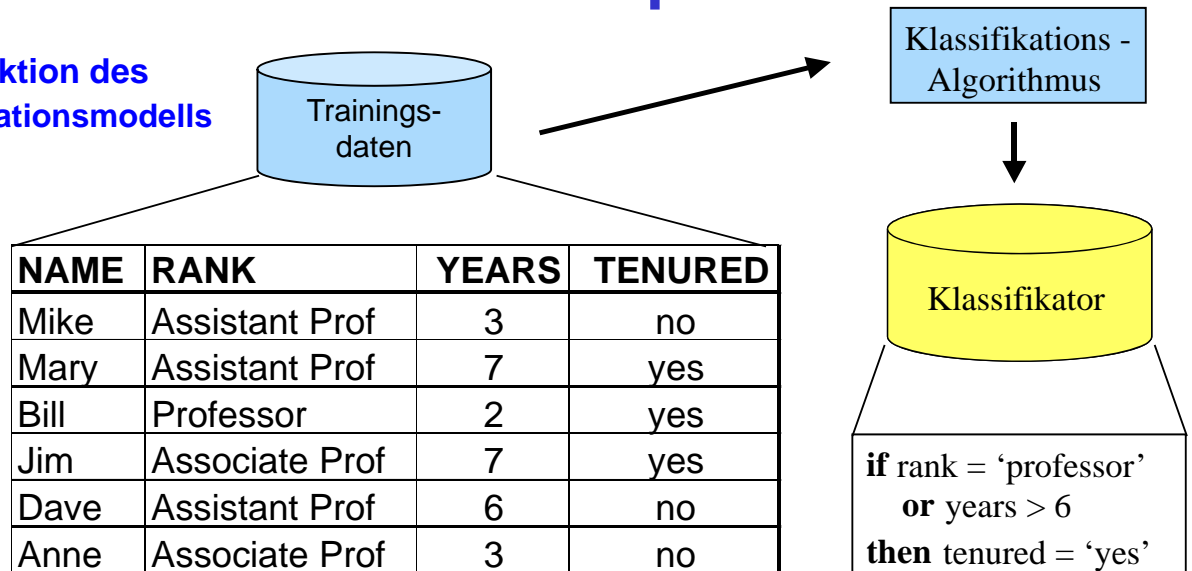 Klassifikations -
Algorithmus
ktion des
ationsmodells
Trainings-
daten
Klassifikator
NAME RANK YEARS TENURED
Mike Assistant Prof 3 no
Mary Assistant Prof 7 yes
Bill Professor 2 yes
Jim Associate Prof 7 yes
Dave Assistant Prof 6 no
Anne Associate Prof 3 no
if rank = ‘professor’
or years > 6
then tenured = ‘yes’